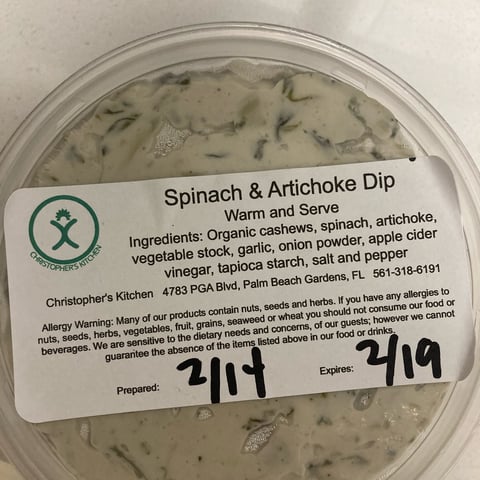 Spinach & Artichoke Dip
Warm and Serve
Ingredients: Organic cashews, spinach, artichoke,
vegetable stock, garlic, onion powder, apple cider
vinegar, tapioca starch, salt and pepper
CHRISTOPHER'S KITCHEN
Christopher's Kitchen 4783 PGA Blvd, Palm Beach Gardens, FL 561-318-6191
Allergy Warning: Many of our products contain nuts, seeds and herbs. If you have any allergies to
nuts, seeds, herbs, vegetables, fruit, grains, seaweed or wheat you should not consume our food or
beverages. We are sensitive to the dietary needs and concerns, of our guests; however we cannot
guarantee the absence of the items listed above in our food or drinks.
Prepared: 2/14 Expires: 2/19